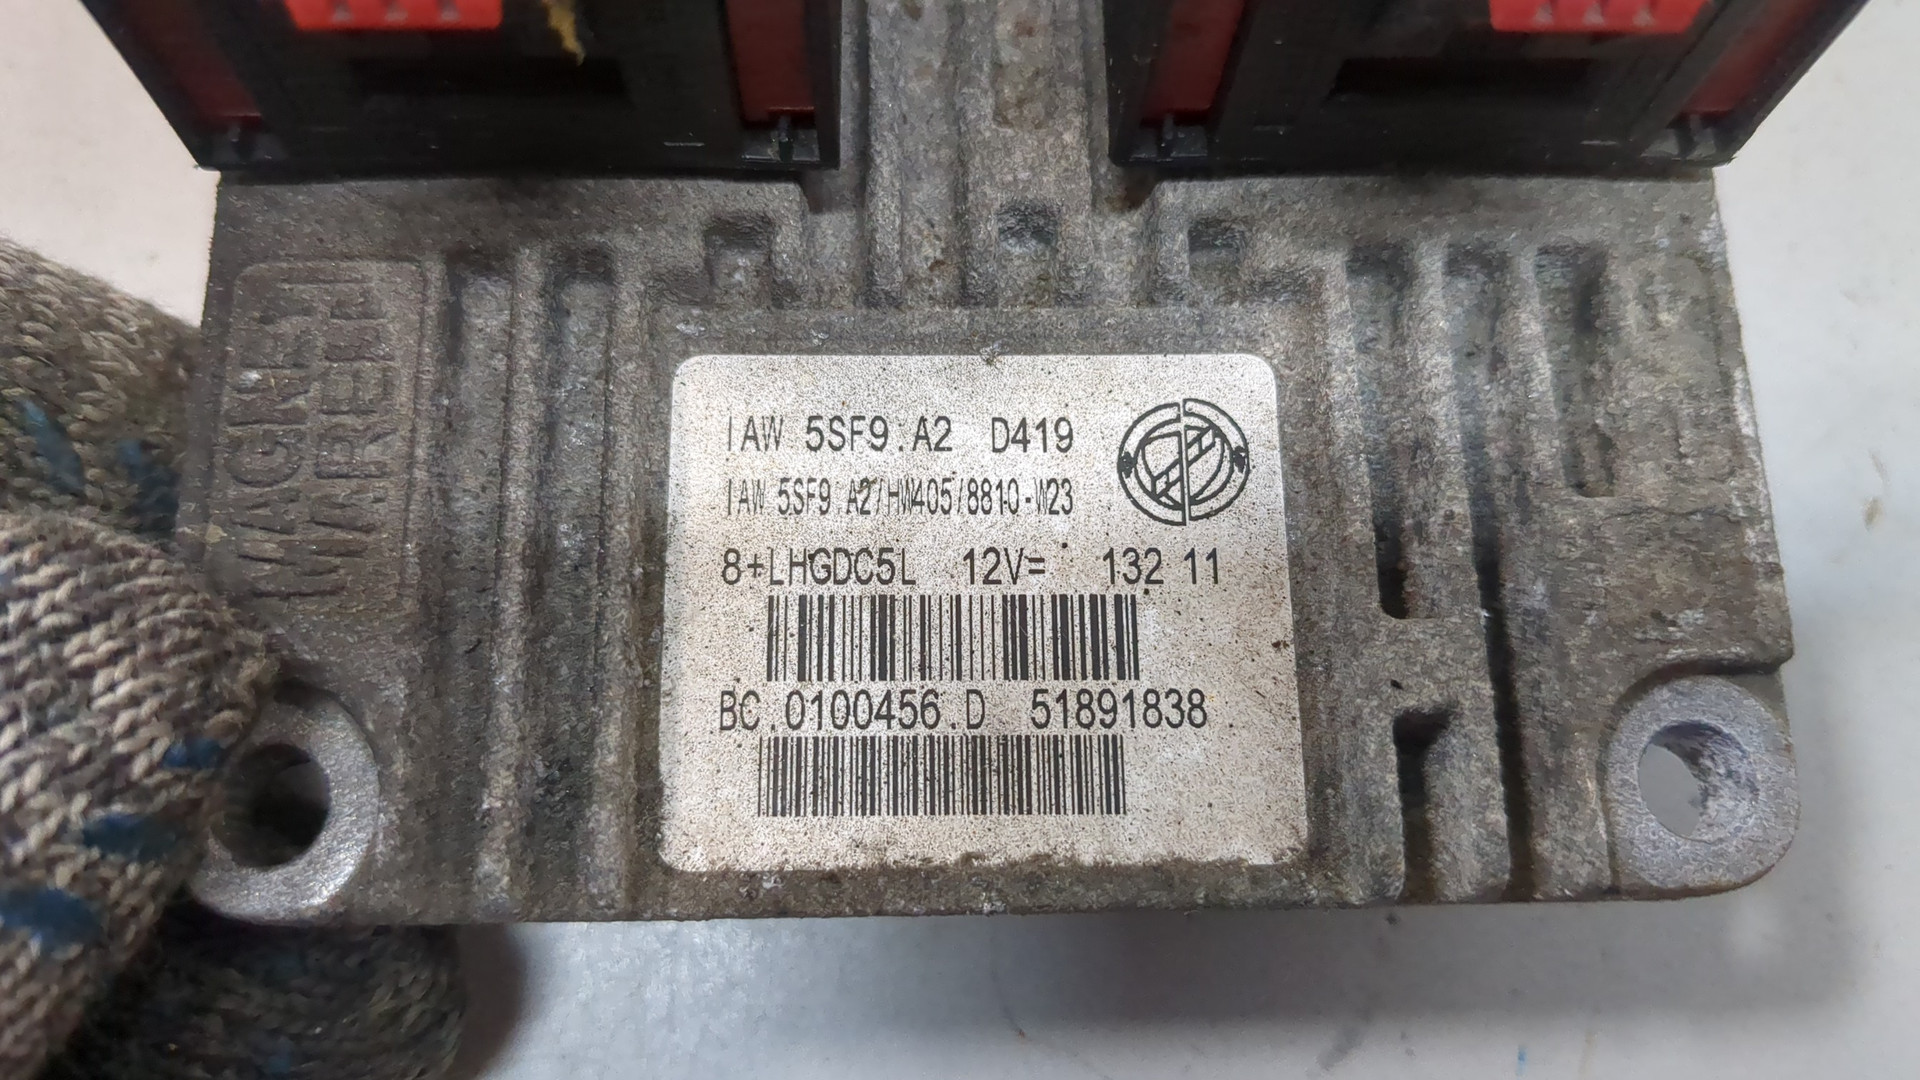 MAGNETI
MARELLI
IAW 5SF9.A2 D419
IAW 5SF9 A2/HW405/8810-W23
8+LHGDC5L 12V= 132 11
BC.0100456.D 51891838